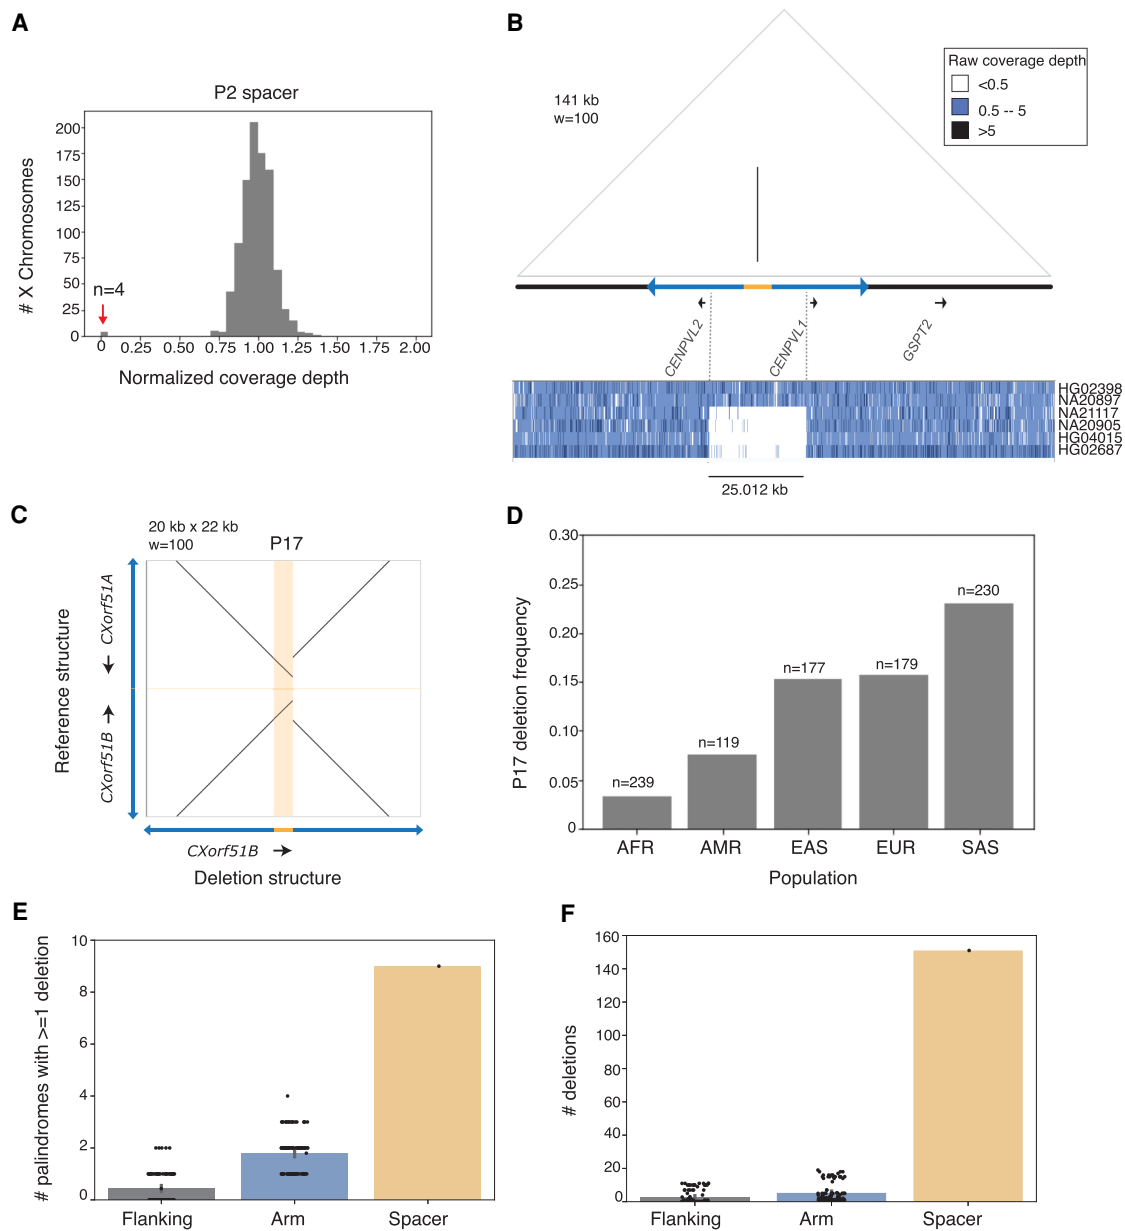 A
P2 spacer
# X Chromosomes
200
175
150
125
100
75
50
25
0
n=4
0 0.25 0.50 0.75 1.00 1.25 1.50 1.75 2.00
Normalized coverage depth
B
141 kb
w=100
Raw coverage depth
<0.5
0.5 -- 5
>5
CENPVL2
CENPVL1
GSPT2
HG02398
NA20897
NA21117
NA20905
HG04015
HG02687
25.012 kb
C
20 kb x 22 kb
w=100
P17
Reference structure
CXorf51A
CXorf51B
CXorf51B
Deletion structure
D
P17 deletion frequency
0.30
0.25
0.20
0.15
0.10
0.05
0
n=239
n=119
n=177
n=179
n=230
AFR AMR EAS EUR SAS
Population
E
# palindromes with >=1 deletion
10
8
6
4
2
0
Flanking Arm Spacer
F
# deletions
160
140
120
100
80
60
40
20
0
Flanking Arm Spacer